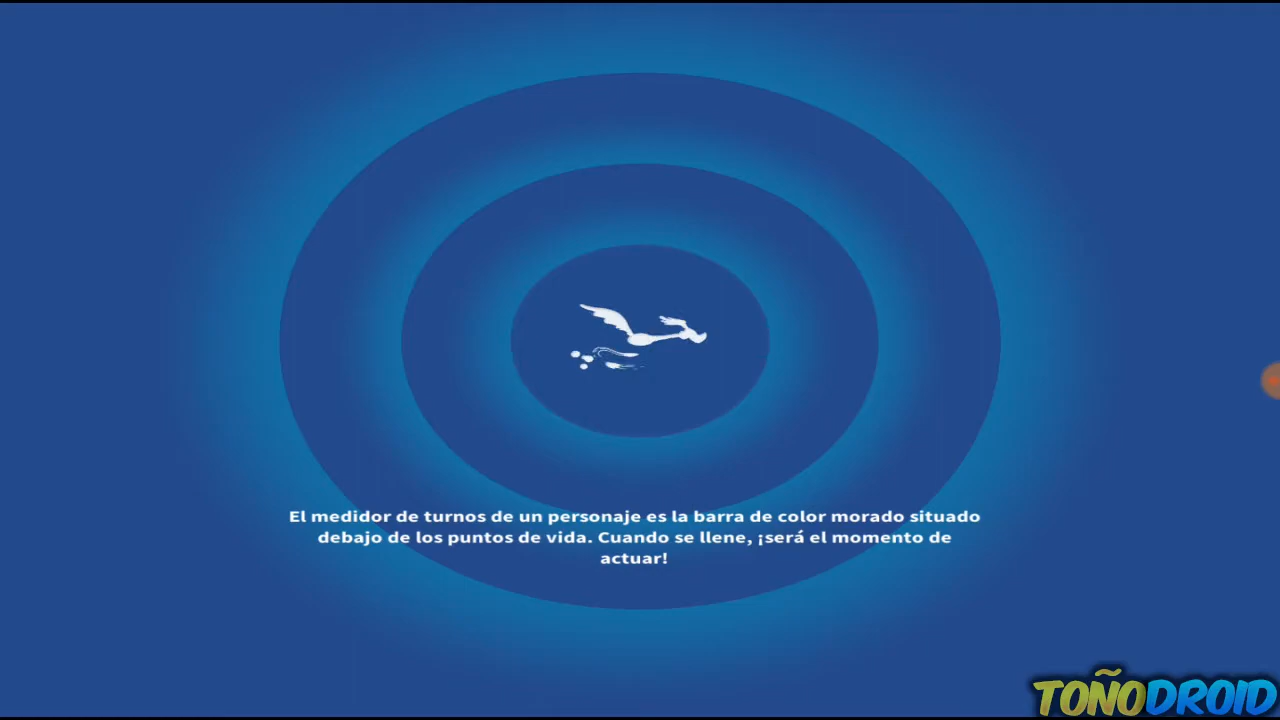 El medidor de turnos de un personaje es la barra de color morado situado
debajo de los puntos de vida. Cuando se llene, ¡será el momento de
actuar!
TOÑODROID